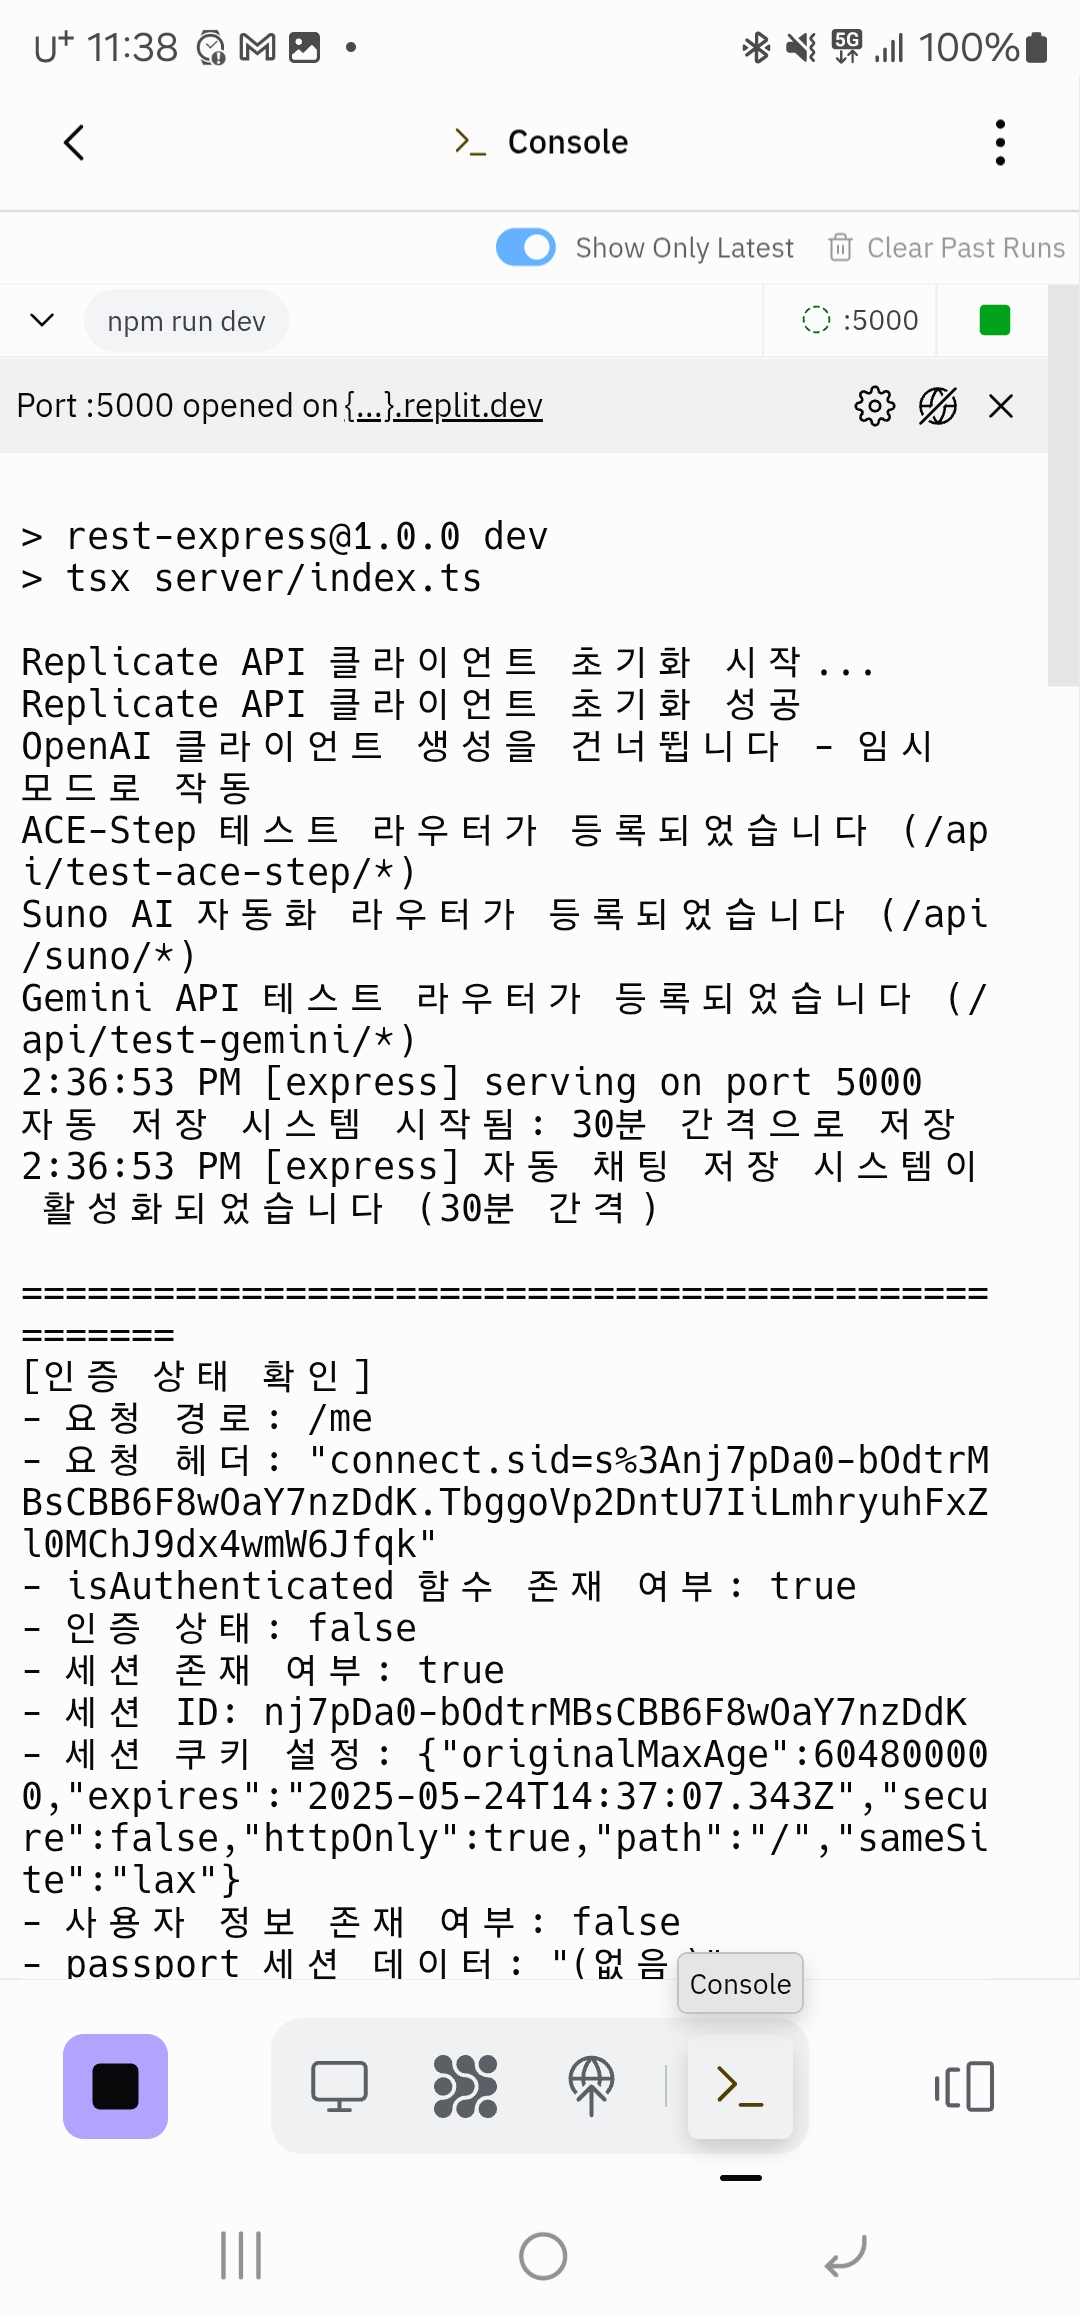 U+ 11:38 5G 100%
>_ Console
Show Only Latest Clear Past Runs
npm run dev :5000
Port :5000 opened on {...}.replit.dev
> rest-express@1.0.0 dev
> tsx server/index.ts
Replicate API 클라이언트 초기화 시작...
Replicate API 클라이언트 초기화 성공
OpenAI 클라이언트 생성을 건너뜁니다 - 임시
모드로 작동
ACE-Step 테스트 라우터가 등록되었습니다 (/ap
i/test-ace-step/*)
Suno AI 자동화 라우터가 등록되었습니다 (/api
/suno/*)
Gemini API 테스트 라우터가 등록되었습니다 (/
api/test-gemini/*)
2:36:53 PM [express] serving on port 5000
자동 저장 시스템 시작됨: 30분 간격으로 저장
2:36:53 PM [express] 자동 채팅 저장 시스템이
활성화되었습니다 (30분 간격)
============================================
=======
[인증 상태 확인]
- 요청 경로: /me
- 요청 헤더: "connect.sid=s%3Anj7pDa0-bOdtrM
BsCBB6F8wOaY7nzDdK.TbggoVp2DntU7IiLmhryuhFxZ
l0MChJ9dx4wmW6Jfqk"
- isAuthenticated 함수 존재 여부: true
- 인증 상태: false
- 세션 존재 여부: true
- 세션 ID: nj7pDa0-bOdtrMBsCBB6F8wOaY7nzDdK
- 세션 쿠키 설정: {"originalMaxAge":60480000
0,"expires":"2025-05-24T14:37:07.343Z","secu
re":false,"httpOnly":true,"path":"/","sameSi
te":"lax"}
- 사용자 정보 존재 여부: false
- passport 세션 데이터: "(없음)"
Console